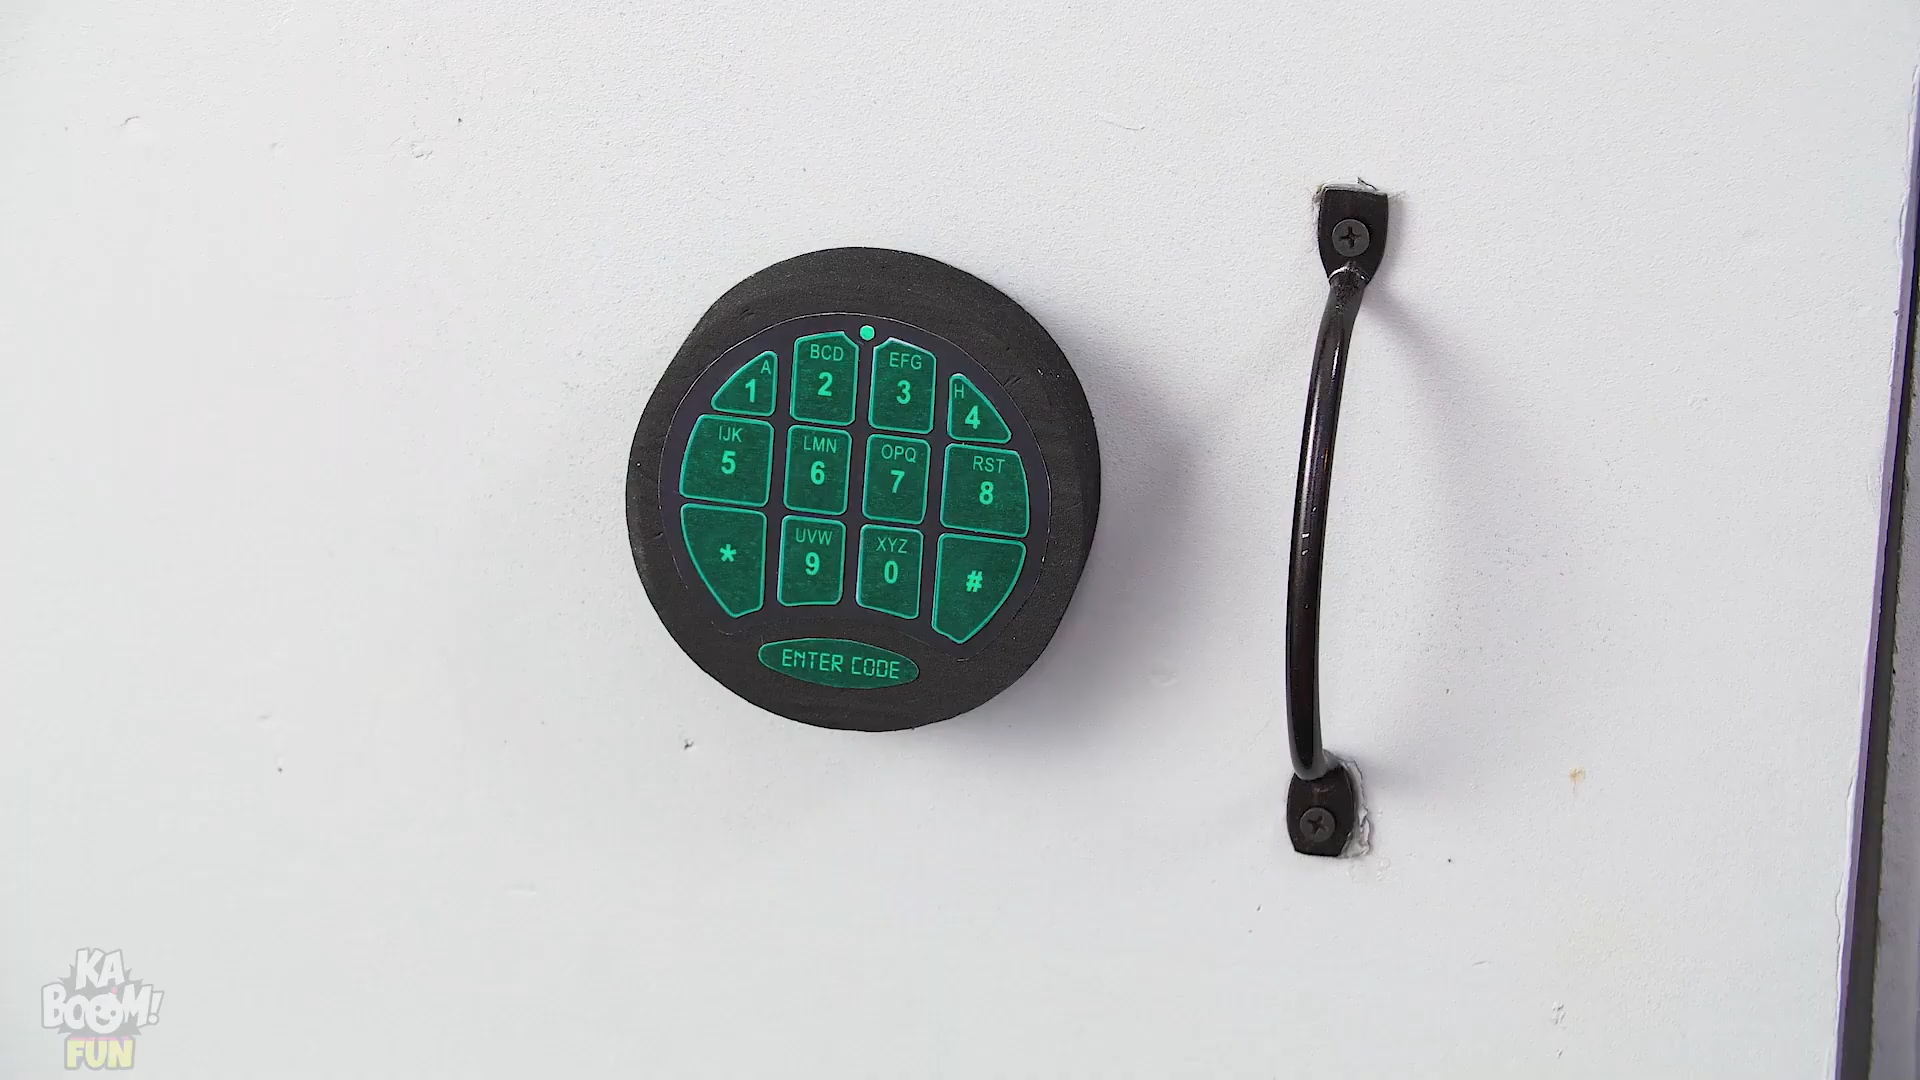 A
1
BCD
2
EFG
3
H
4
IJK
5
LMN
6
OPQ
7
RST
8
*
UVW
9
XYZ
0
#
ENTER CODE
KA
BOOM!
FUN